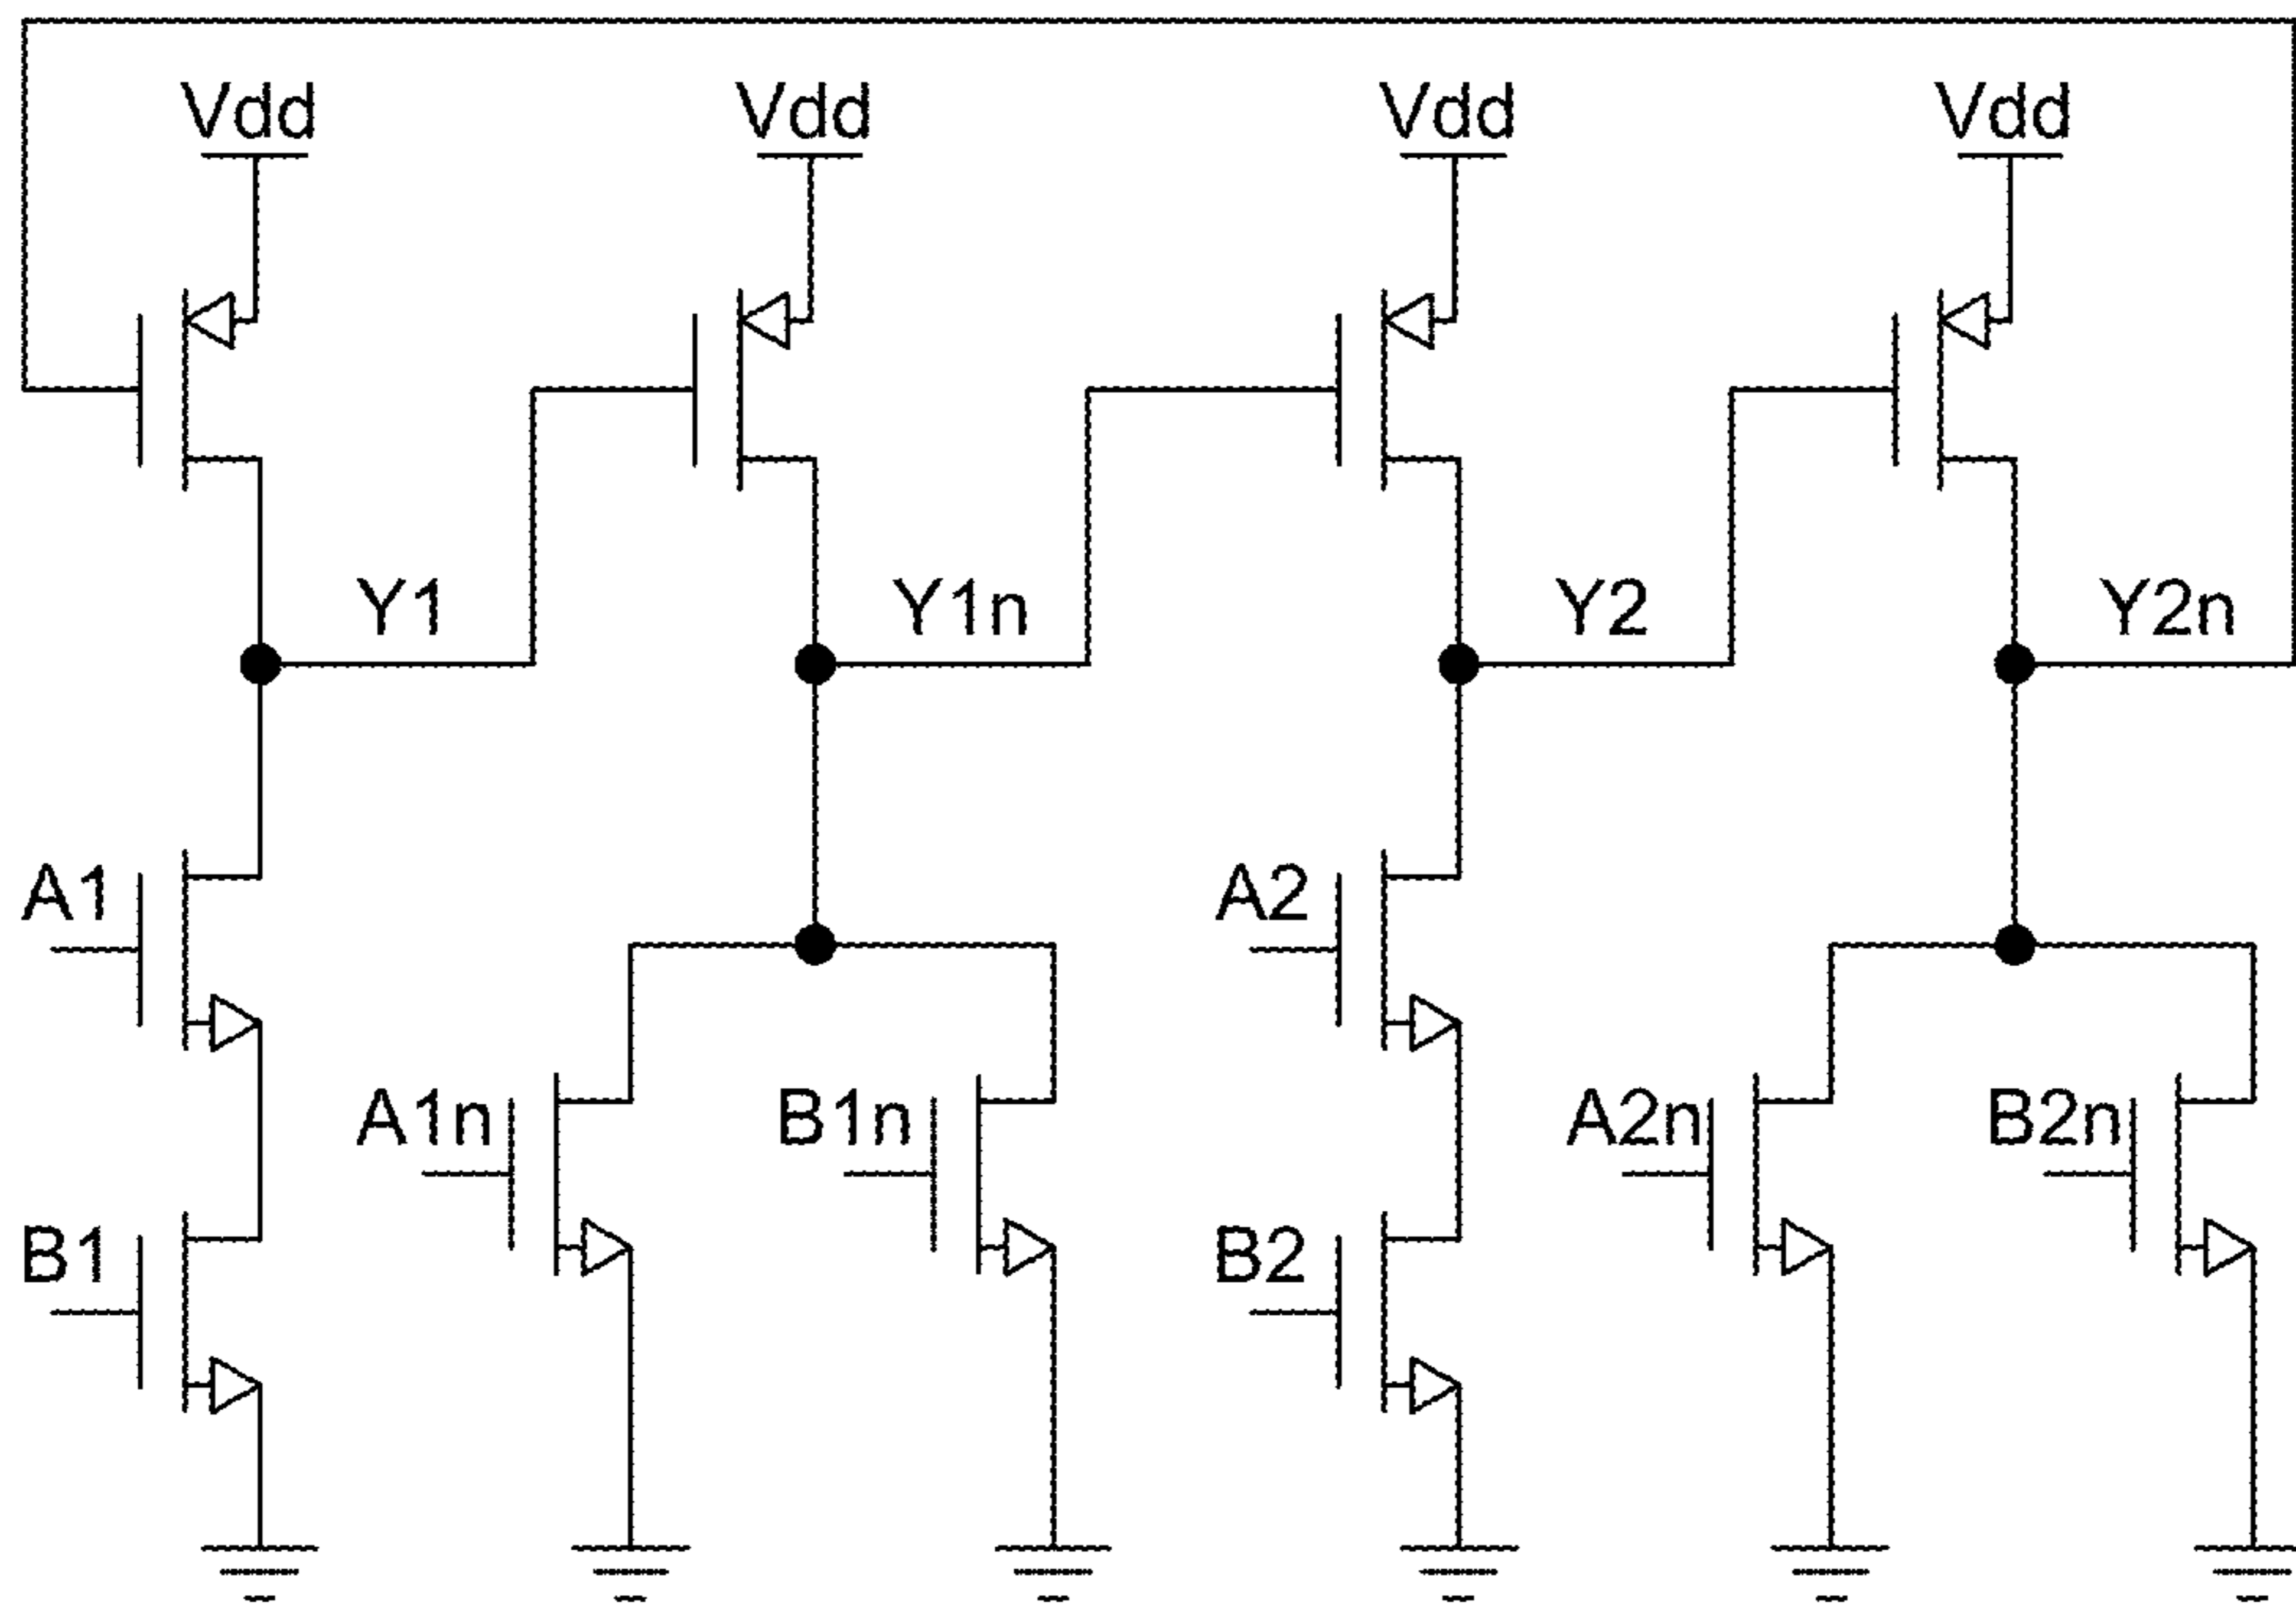 Vdd Vdd Vdd Vdd
Y1 Y1n Y2 Y2n
A1 A2
A1n B1n A2n B2n
B1 B2